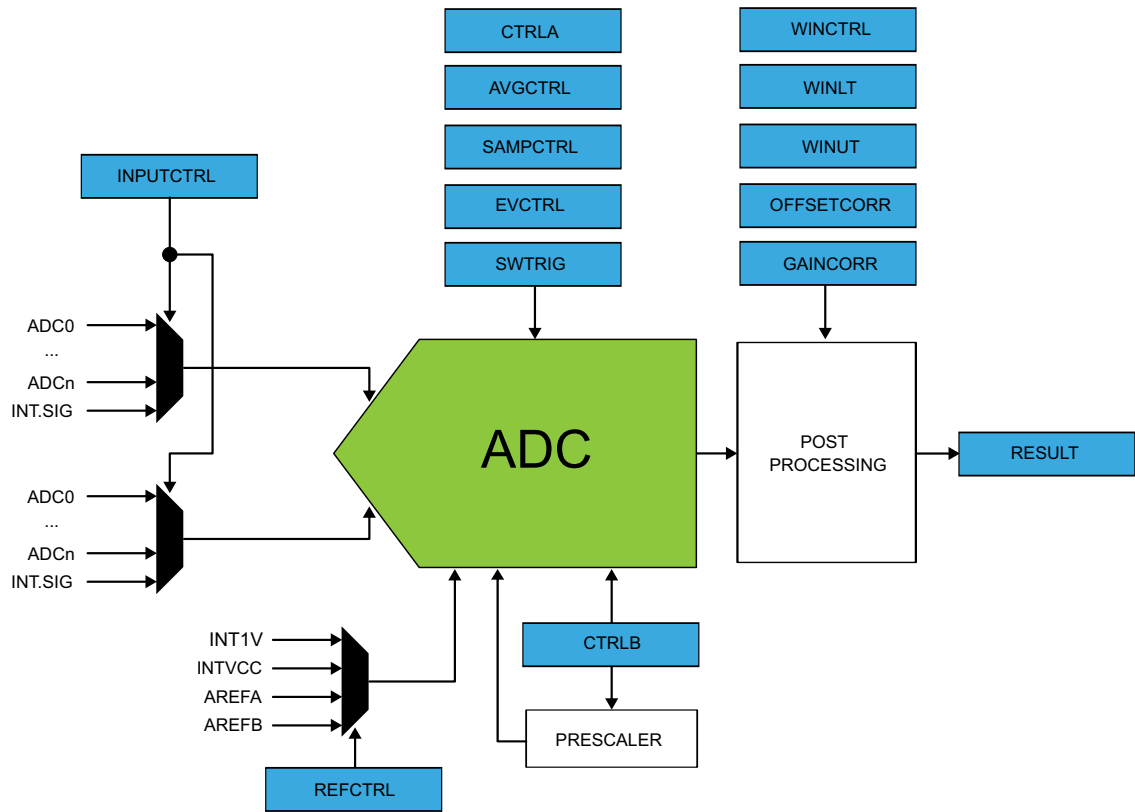 CTRLA
WINCTRL
AVGCTRL
WINLT
SAMPCTRL
WINUT
INPUTCTRL
EVCTRL
OFFSETCORR
SWTRIG
GAINCORR
ADC0
...
ADCn
INT.SIG
ADC
POST
PROCESSING
RESULT
ADC0
...
ADCn
INT.SIG
INT1V
INTVCC
AREFA
AREFB
CTRLB
PRESCALER
REFCTRL